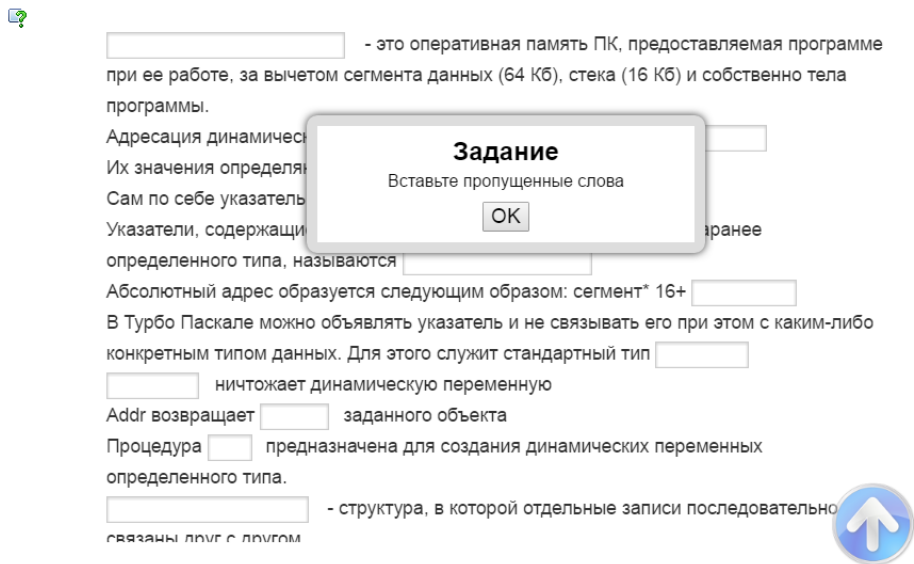 - это оперативная память ПК, предоставляемая программе
при ее работе, за вычетом сегмента данных (64 Кб), стека (16 Кб) и собственно тела
программы.
Адресация
Задание
Их значения
Вставьте пропущенные слова
Сам по себе указатель
OK
Указатели,
определенного типа, называются
Абсолютный адрес образуется следующим образом: сегмент* 16+
В Турбо Паскале можно объявлять указатель и не связывать его при этом с каким-либо
конкретным типом данных. Для этого служит стандартный тип
ничтожает динамическую переменную
Addr возвращает заданного объекта
Процедура предназначена для создания динамических переменных
определенного типа.
- структура, в которой отдельные записи последовательно
связаны друг с другом